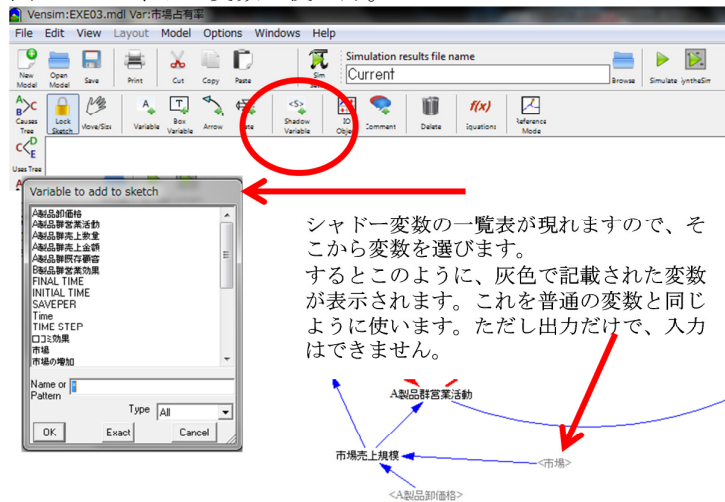 Vensim:EXE03.mdl Var:市場占有率
File Edit View Layout Model Options Windows Help
New Model
Open Model
Save
Print
Cut
Copy
Paste
Sim
Simulation results file name
Current
Browse
Simulate
Causes Tree
Lock Sketch
Move/Size
Variable
Box Variable
Arrow
Shadow Variable
IO
Comment
Delete
f(x)
Equations
Reference Mode
Uses Tree
Variable to add to sketch
A製品卸価格
A製品群営業活動
A製品群売上数量
A製品群売上金額
A製品群既存顧客
B製品群営業効果
FINAL TIME
INITIAL TIME
SAVEPER
Time
TIME STEP
口コミ効果
市場
市場の増加
Name or Pattern
*
Type All
OK Exact Cancel
シャドー変数の一覧表が現れますので、そ
こから変数を選びます。
するとこのように、灰色で記載された変数
が表示されます。これを普通の変数と同じ
ように使います。ただし出力だけで、入力
はできません。
A製品群営業活動
市場売上規模
<市場>
<A製品卸価格>